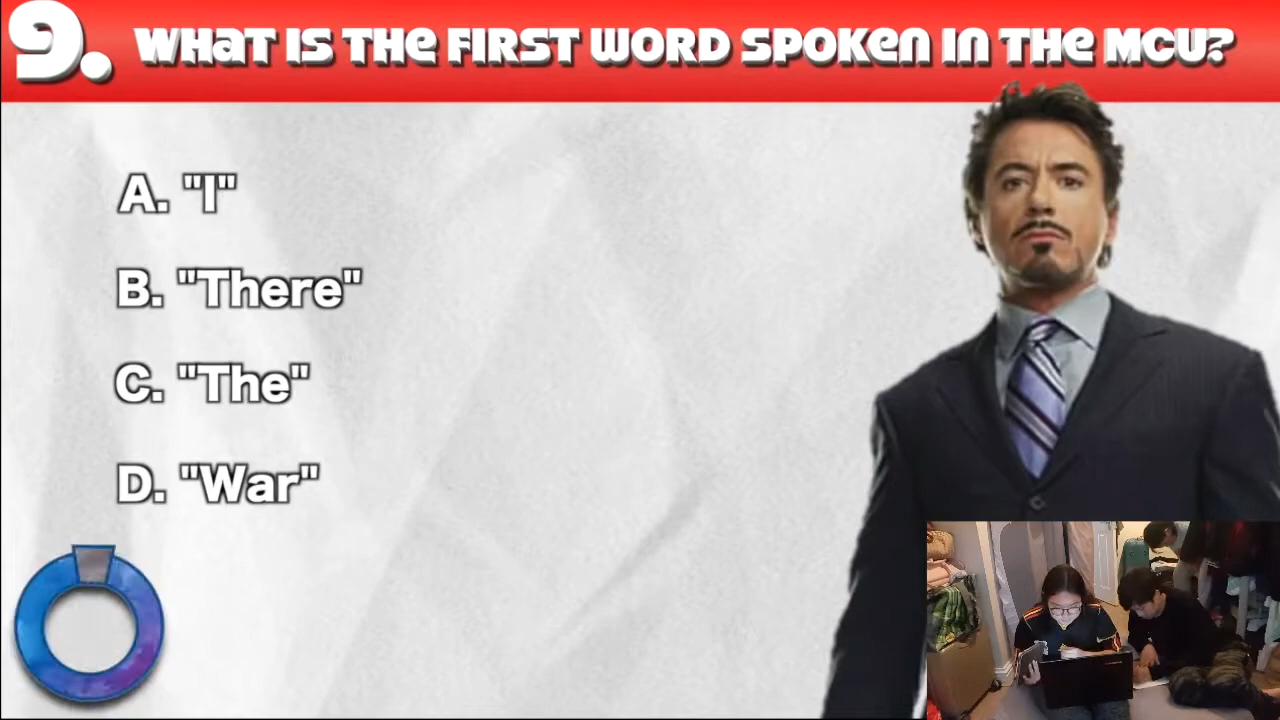 9. WHAT IS THE FIRST WORD SPOKEN IN THE MCU?
A. "I"
B. "There"
C. "The"
D. "War"